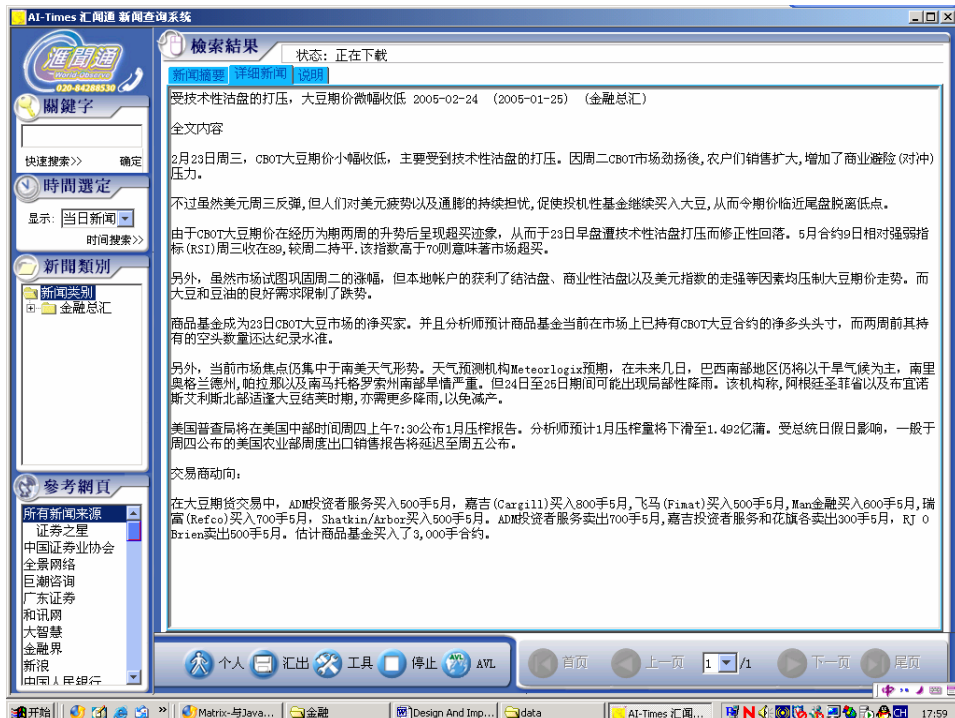 AI-Times 汇闻通 新闻查询系统
滙聞通
World Observer
020-84288530
關鍵字
快速搜索>> 确定
時間選定
显示: 当日新闻
时间搜索>>
新聞類別
新闻类别
金融总汇
參考網頁
所有新闻来源
证券之星
中国证券业协会
全景网络
巨潮咨询
广东证券
和讯网
大智慧
金融界
新浪
中国人民银行
檢索結果
状态: 正在下載
新闻摘要 详细新闻 说明
受技术性沽盘的打压，大豆期价微幅收低 2005-02-24 (2005-01-25) (金融总汇)
全文内容
2月23日周三，CBOT大豆期价小幅收低，主要受到技术性沽盘的打压。因周二CBOT市场劲扬後,农户们销售扩大,增加了商业避险(对冲)
压力。
不过虽然美元周三反弹,但人们对美元疲势以及通膨的持续担忧,促使投机性基金继续买入大豆,从而令期价临近尾盘脱离低点。
由于CBOT大豆期价在经历为期两周的升势后呈现超买迹象，从而于23日早盘遭技术性沽盘打压而修正性回落。5月合约9日相对强弱指
标(RSI)周三收在89,较周二持平.该指数高于70则意味著市场超买。
另外，虽然市场试图巩固周二的涨幅，但本地帐户的获利了结沽盘、商业性沽盘以及美元指数的走强等因素均压制大豆期价走势。而
大豆和豆油的良好需求限制了跌势。
商品基金成为23日CBOT大豆市场的净买家。并且分析师预计商品基金当前在市场上已持有CBOT大豆合约的净多头头寸，而两周前其持
有的空头数量还达纪录水准。
另外，当前市场焦点仍集中于南美天气形势。天气预测机构Meteorlogix预期，在未来几日，巴西南部地区仍将以干旱气候为主，南里
奥格兰德州,帕拉那以及南马托格罗索州南部旱情严重。但24日至25日期间可能出现局部性降雨。该机构称,阿根廷圣菲省以及布宜诺
斯艾利斯北部适逢大豆结荚时期,亦需更多降雨,以免减产。
美国普查局将在美国中部时间周四上午7:30公布1月压榨报告。分析师预计1月压榨量将下滑至1.492亿蒲。受总统日假日影响，一般于
周四公布的美国农业部周度出口销售报告将延迟至周五公布。
交易商动向:
在大豆期货交易中，ADM投资者服务买入500手5月，嘉吉(Cargill)买入800手5月,飞马(Fimat)买入500手5月,Man金融买入600手5月,瑞
富(Refco)买入700手5月，Shatkin/Arbor买入500手5月。ADM投资者服务卖出700手5月,嘉吉投资者服务和花旗各卖出300手5月，RJ O
Brien卖出500手5月。估计商品基金买入了3,000手合约。
个人 汇出 工具 停止 AVL 首页 上一页 1 /1 下一页 尾页
开始 Matrix-与Java... 金融 Design And Imp... data AI-Times 汇闻... 17:59